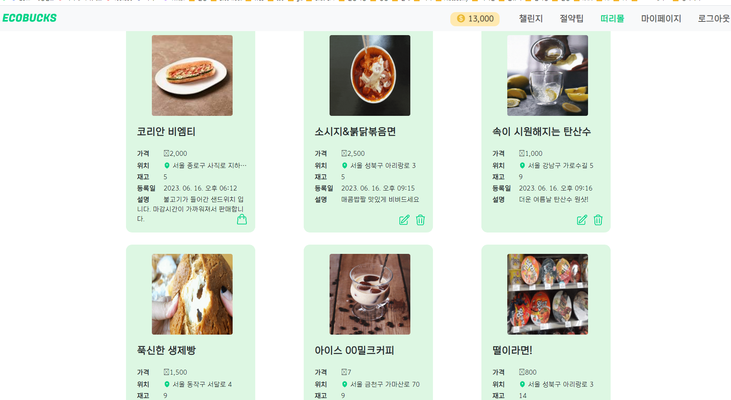 ECOBUCKS
13,000
챌린지
절약팁
떠리몰
마이페이지
로그아웃
코리안 비엠티
가격 2,000
위치 서울 종로구 사직로 지하…
재고 5
등록일 2023. 06. 16. 오후 06:12
설명 불고기가 들어간 샌드위치 입
니다. 마감시간이 가까워져서 판매합니
다.
소시지&불닭볶음면
가격 2,500
위치 서울 성북구 아리랑로 3
재고 5
등록일 2023. 06. 16. 오후 09:15
설명 매콤짭짤 맛있게 비벼드세요
속이 시원해지는 탄산수
가격 1,000
위치 서울 강남구 가로수길 5
재고 9
등록일 2023. 06. 16. 오후 09:16
설명 더운 여름날 탄산수 원샷!
푹신한 생제빵
가격 1,500
위치 서울 동작구 서달로 4
재고 9
아이스 00밀크커피
가격 7
위치 서울 금천구 가마산로 70
재고 9
떨이라면!
가격 800
위치 서울 성북구 아리랑로 3
재고 14